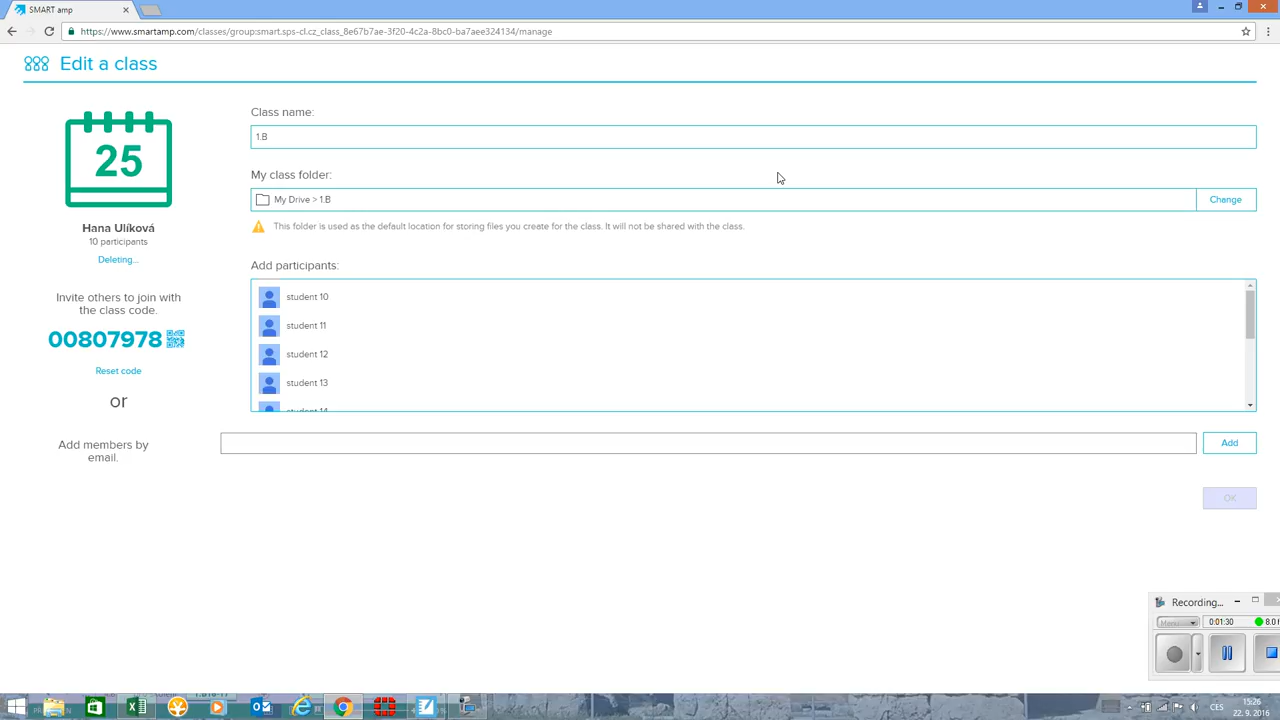 SMART amp
https://www.smartamp.com/classes/group:smart.sps-cl.cz_class_8e67b7ae-3f20-4c2a-8bc0-ba7aee324134/manage
Edit a class
25
Hana Ulíková
10 participants
Deleting...
Invite others to join with
the class code.
00807978
Reset code
or
Add members by
email.
Class name:
1.B
My class folder:
My Drive > 1.B
Change
This folder is used as the default location for storing files you create for the class. It will not be shared with the class.
Add participants:
student 10
student 11
student 12
student 13
student 14
Add
OK
Recording...
Menu
0:01:30
8.0
CES
15:26
22. 9. 2016